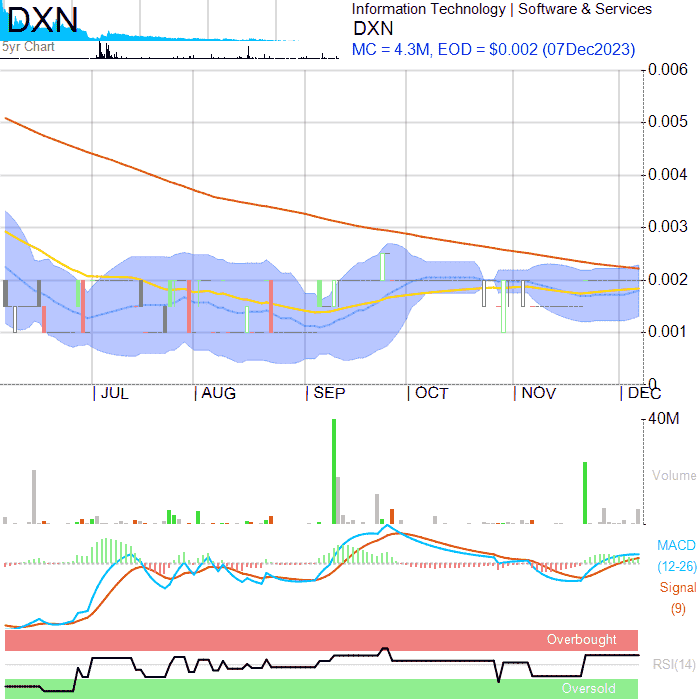 DXN
5yr Chart
Information Technology | Software & Services
DXN
MC = 4.3M, EOD = $0.002 (07Dec2023)
0.006
0.005
0.004
0.003
0.002
0.001
0
JUL AUG SEP OCT NOV DEC
40M
Volume
MACD
(12-26)
Signal
(9)
Overbought
RSI(14)
Oversold